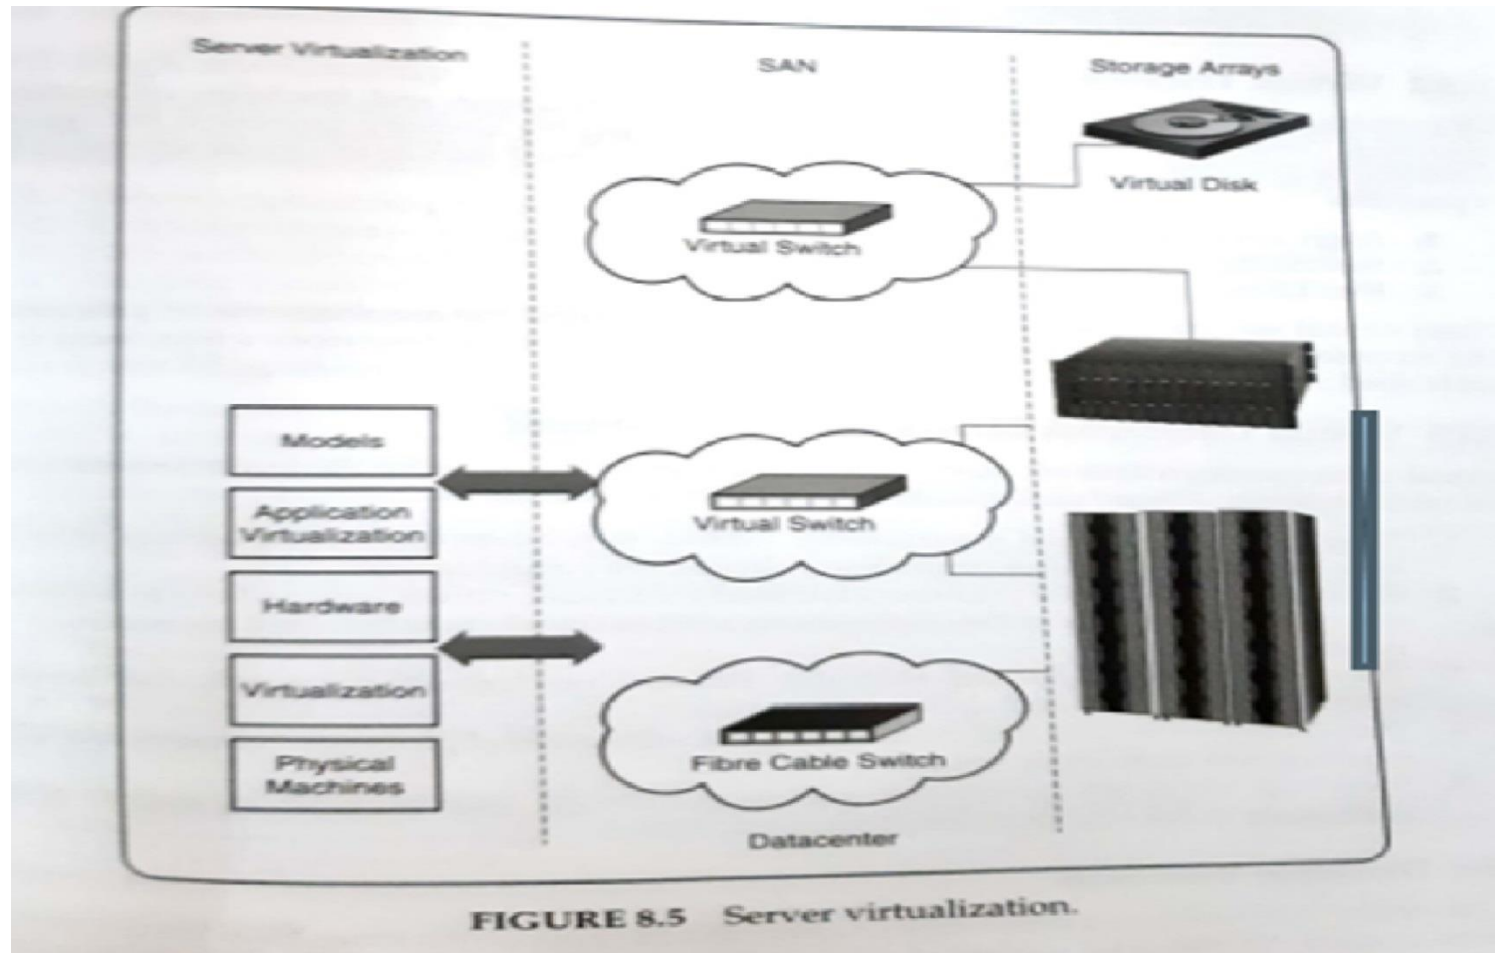 Server Virtualization
SAN
Storage Arrays
Virtual Disk
Virtual Switch
Models
Application
Virtualization
Virtual Switch
Hardware
Virtualization
Physical
Machines
Fibre Cable Switch
Datacenter
FIGURE 8.5 Server virtualization.